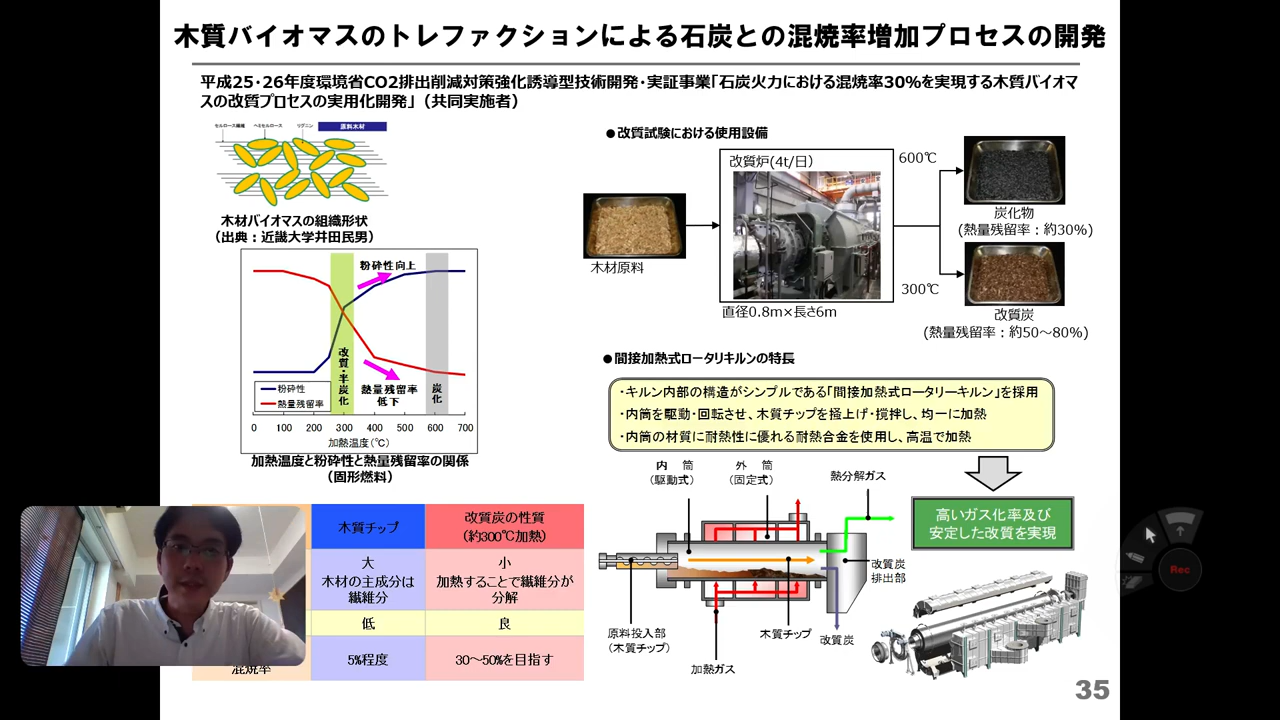 木質バイオマスのトレファクションによる石炭との混焼率増加プロセスの開発
平成25・26年度環境省CO2排出削減対策強化誘導型技術開発・実証事業「石炭火力における混焼率30%を実現する木質バイオマ
スの改質プロセスの実用化開発」（共同実施者）
セルロース繊維
ヘミセルロース
リグニン
原料木材
木材バイオマスの組織形状
（出典：近畿大学井田民男）
粉砕性向上
改質・半炭化
炭化
熱量残留率
低下
粉砕性
熱量残留率
0 100 200 300 400 500 600 700
加熱温度（℃）
加熱温度と粉砕性と熱量残留率の関係
（固形燃料）
●改質試験における使用設備
木材原料
改質炉(4t/日)
直径0.8m×長さ6m
600℃
炭化物
(熱量残留率：約30%)
300℃
改質炭
(熱量残留率：約50～80%)
●間接加熱式ロータリキルンの特長
・キルン内部の構造がシンプルである「間接加熱式ロータリーキルン」を採用
・内筒を駆動・回転させ、木質チップを掻上げ・撹拌し、均一に加熱
・内筒の材質に耐熱性に優れる耐熱合金を使用し、高温で加熱
内 筒
（駆動式）
外 筒
（固定式）
熱分解ガス
改質炭
排出部
原料投入部
（木質チップ）
木質チップ
改質炭
加熱ガス
高いガス化率及び
安定した改質を実現
木質チップ
改質炭の性質
（約300℃加熱）
大
木材の主成分は
繊維分
小
加熱することで繊維分が
分解
低
良
混焼率
5%程度
30～50%を目指す
Rec
35